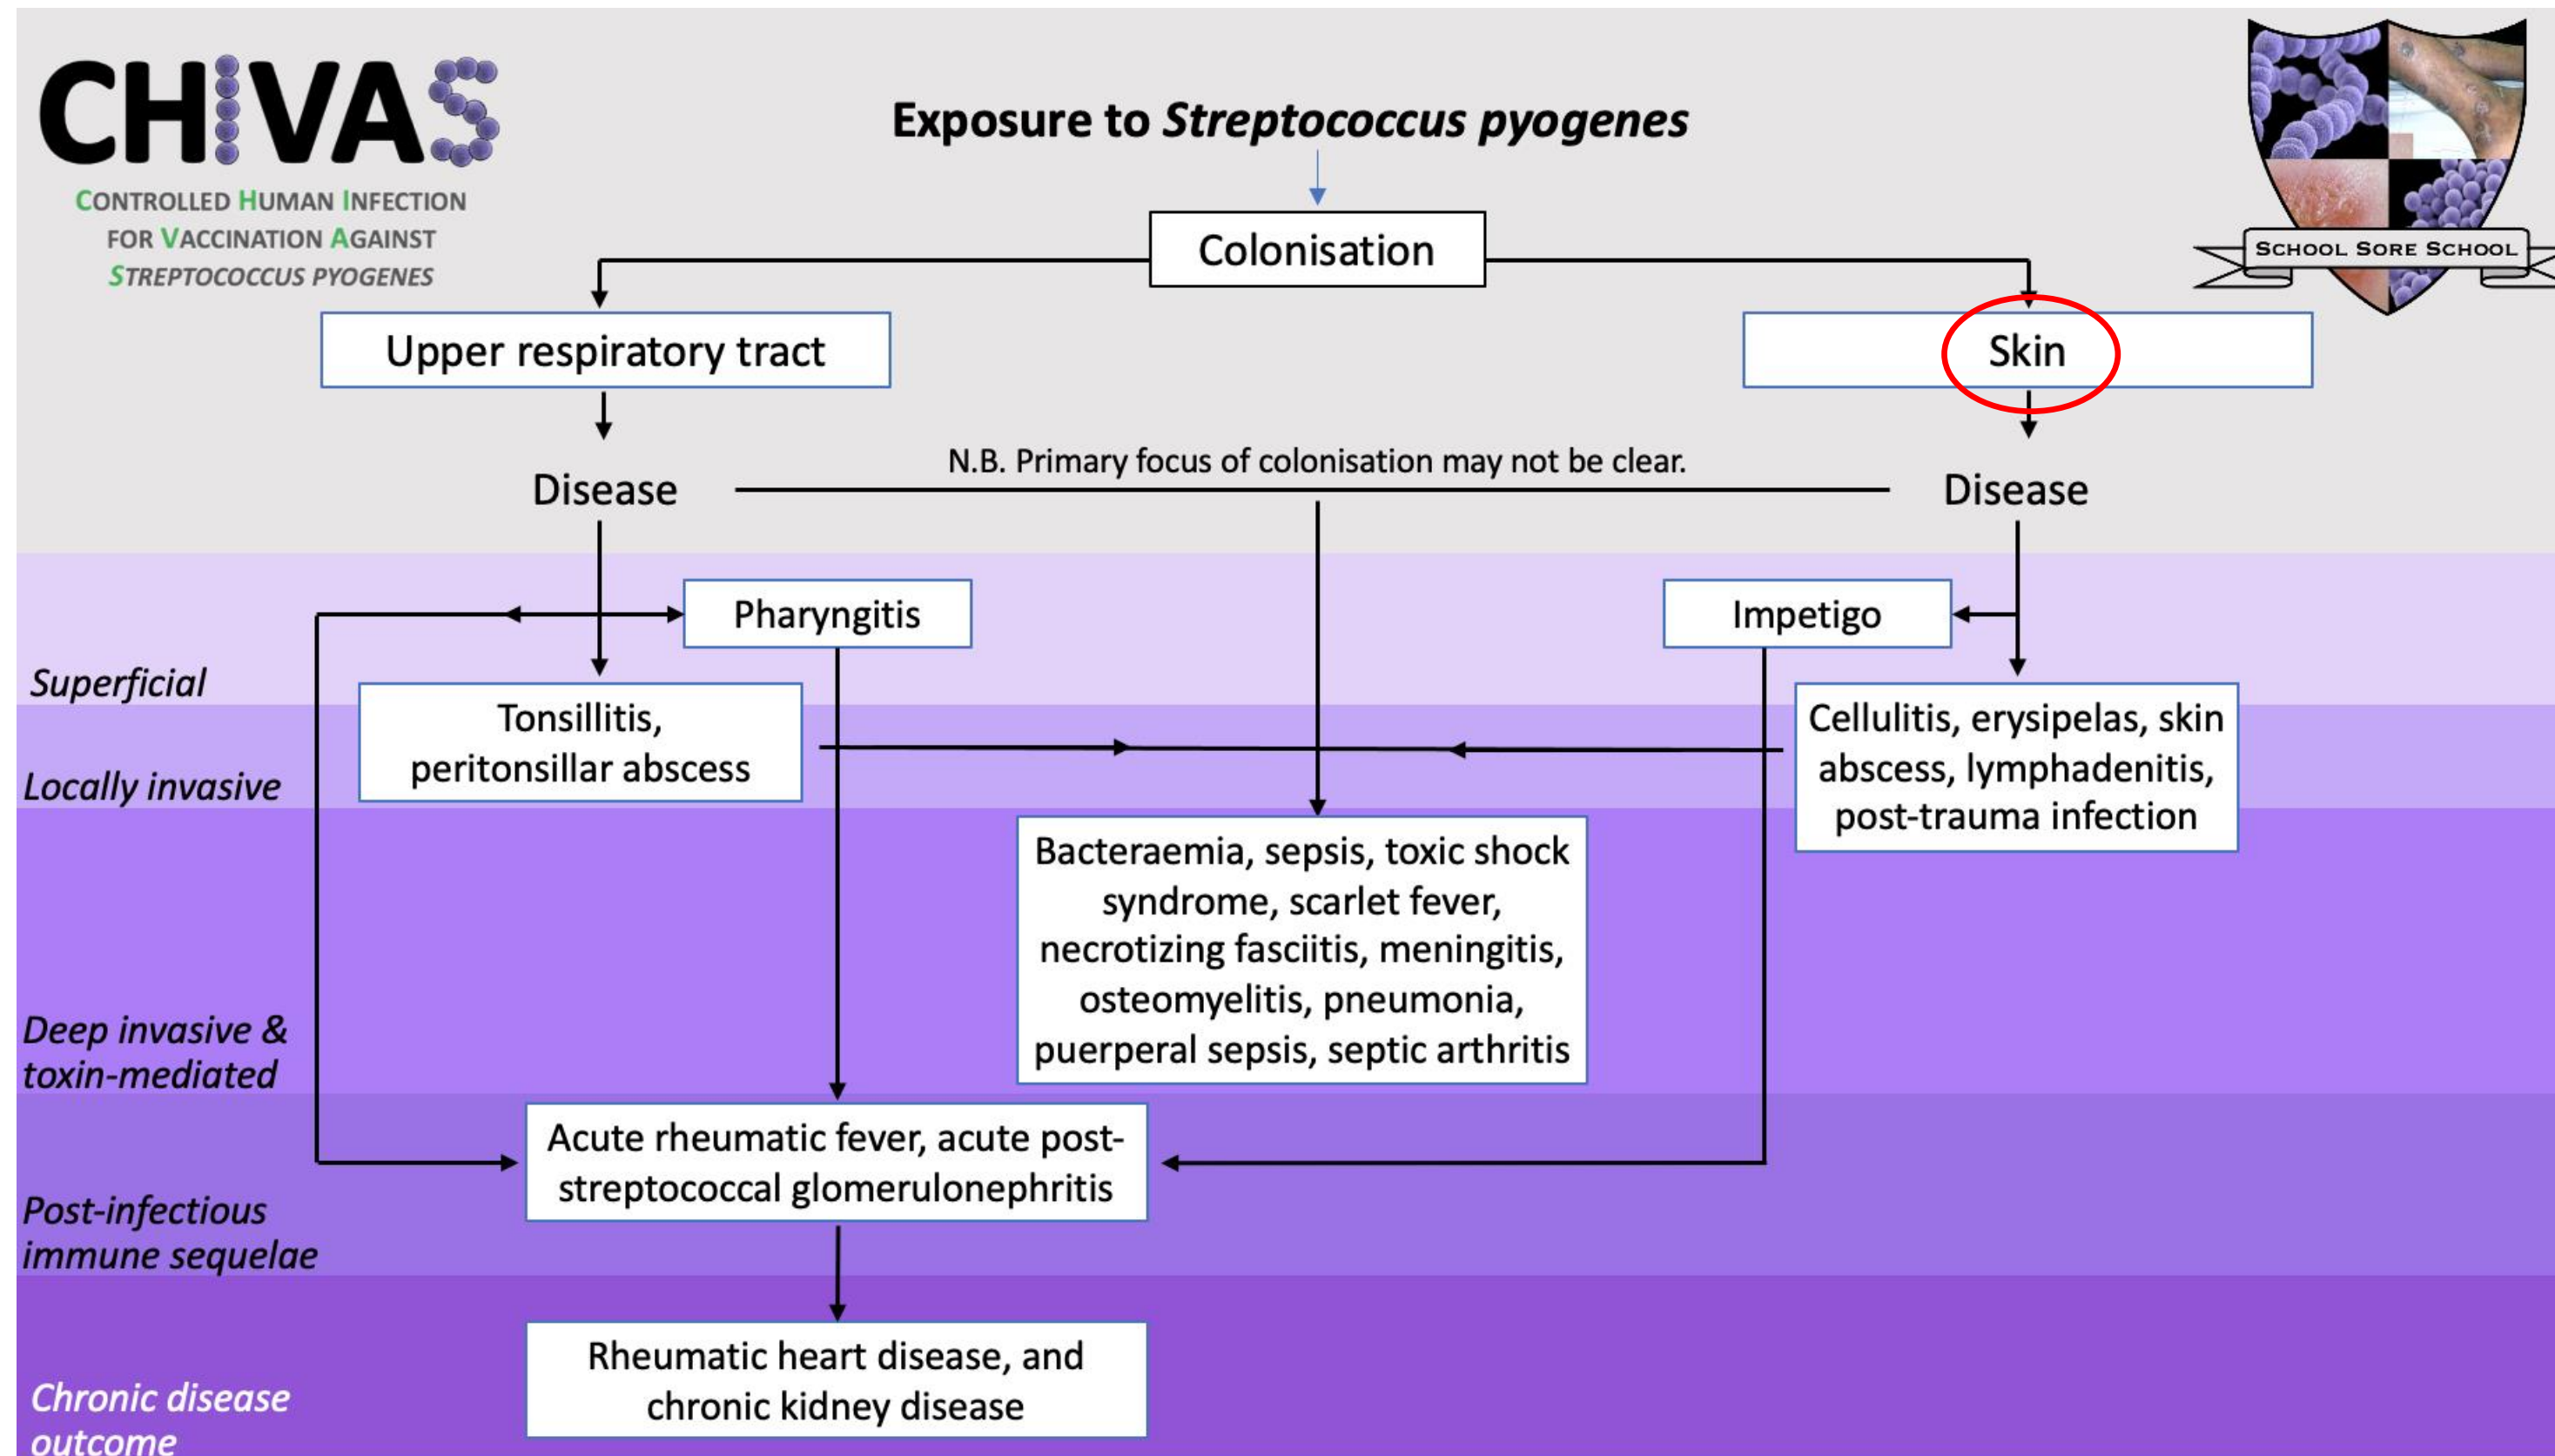 CHIVAS
CONTROLLED HUMAN INFECTION
FOR VACCINATION AGAINST
STREPTOCOCCUS PYOGENES
Exposure to Streptococcus pyogenes
SCHOOL SORE SCHOOL
Colonisation
Upper respiratory tract
Skin
N.B. Primary focus of colonisation may not be clear.
Disease
Disease
Pharyngitis
Impetigo
Superficial
Tonsillitis,
peritonsillar abscess
Cellulitis, erysipelas, skin
abscess, lymphadenitis,
post-trauma infection
Locally invasive
Bacteraemia, sepsis, toxic shock
syndrome, scarlet fever,
necrotizing fasciitis, meningitis,
osteomyelitis, pneumonia,
puerperal sepsis, septic arthritis
Deep invasive &
toxin-mediated
Acute rheumatic fever, acute post-
streptococcal glomerulonephritis
Post-infectious
immune sequelae
Rheumatic heart disease, and
chronic kidney disease
Chronic disease
outcome